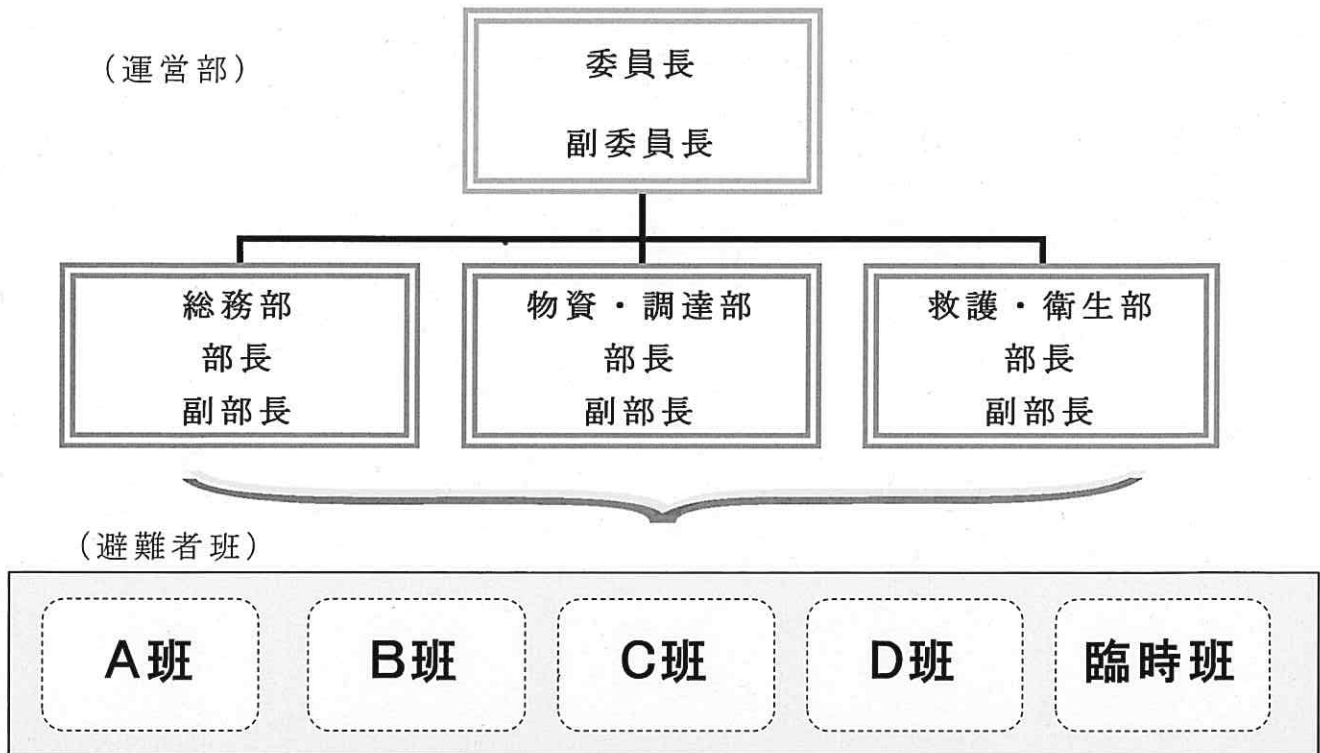 （運営部）
委員長
副委員長
総務部
部長
副部長
物資・調達部
部長
副部長
救護・衛生部
部長
副部長
（避難者班）
A班
B班
C班
D班
臨時班